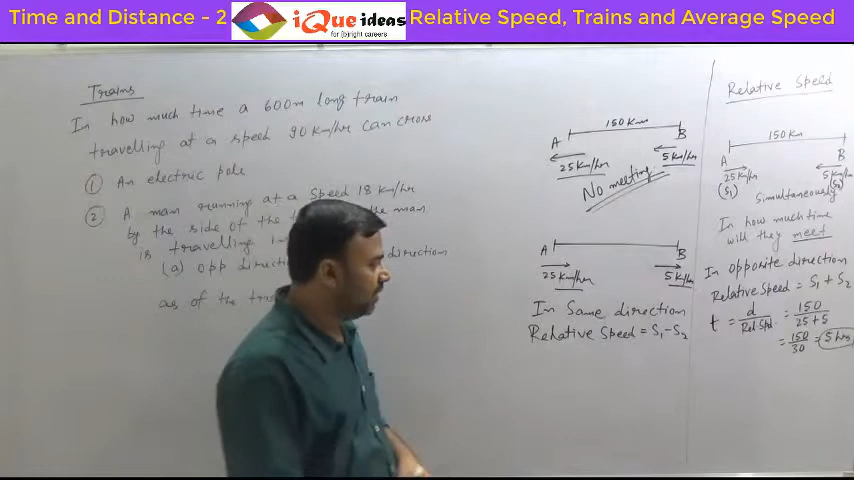 Time and Distance - 2
iQue ideas
for (b)right careers
Relative Speed, Trains and Average Speed
Trains
In how much time a 600m long train
travelling at a speed 90 Km/hr can cross
① An electric pole
② A man running at a speed 18 km/hr
by the side of the the man
is travelling in
(a) opp direction
as of the
150 Kms
A B
25 Km/hr 5 Km/hr
No meeting
A B
25 Km/hr 5 Km/hr
In Same direction
Relative Speed = S₁ - S₂
Relative Speed
150 Km
A B
25 Km/hr 5 Km/hr
(S₁) (S₂)
Simultaneously
In how much time
will they meet
In opposite direction
Relative Speed = S₁ + S₂
t = d / Rel Spd. = 150 / 25 + 5
= 150 / 30 = 5 hrs